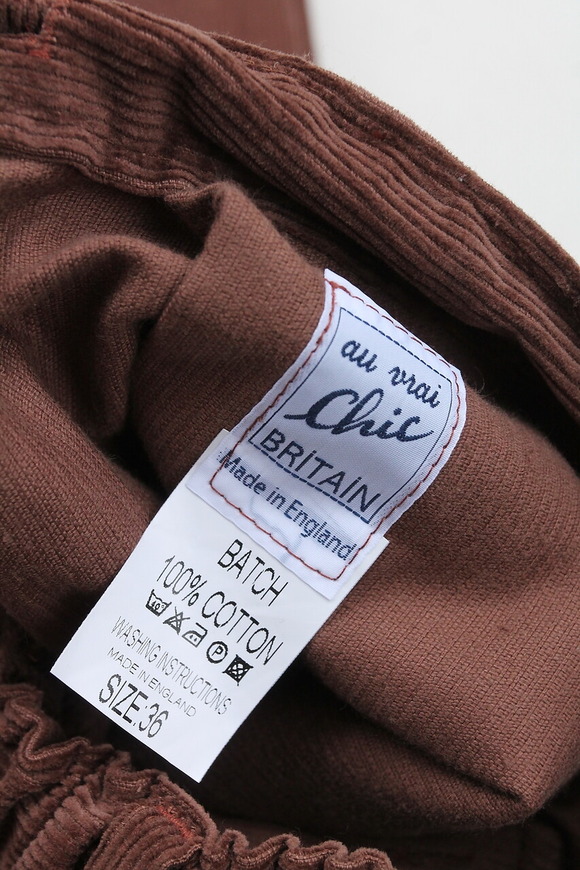 au vrai
Chic
BRITAIN
Made in England
BATCH
100% COTTON
P
WASHING INSTRUCTIONS
MADE IN ENGLAND
SIZE:36